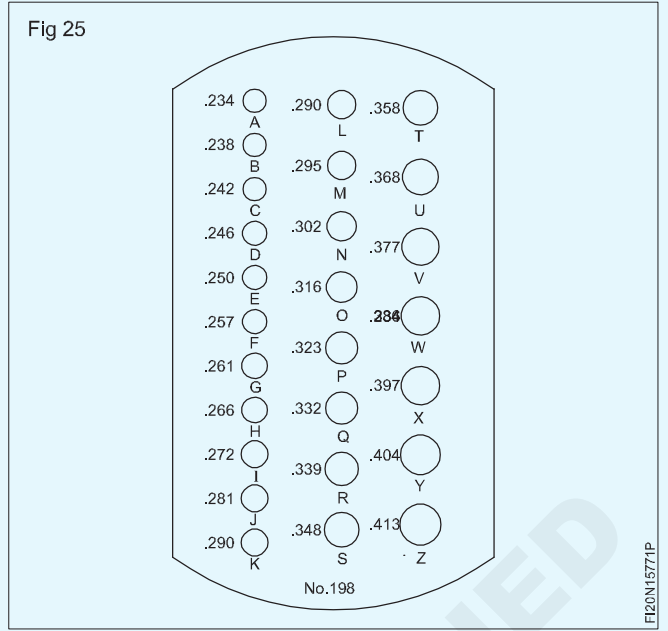 Fig 25
.234
A
.238
B
.242
C
.246
D
.250
E
.257
F
.261
G
.266
H
.272
I
.281
J
.290
K
.290
L
.295
M
.302
N
.316
O
.323
P
.332
Q
.339
R
.348
S
.358
T
.368
U
.377
V
W
.397
X
.404
Y
.413
Z
No.198
FI20N15771P